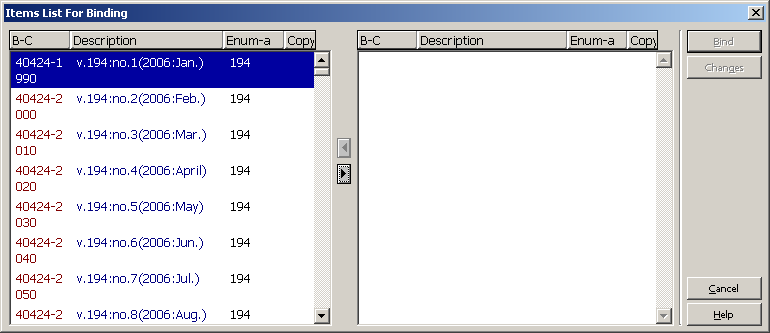 Items List For Binding
B-C Description Enum-a Copy B-C Description Enum-a Copy Bind
40424-1 v.194:no.1(2006:Jan.) 194 Changes
990
40424-2 v.194:no.2(2006:Feb.) 194
000
40424-2 v.194:no.3(2006:Mar.) 194
010
40424-2 v.194:no.4(2006:April) 194
020
40424-2 v.194:no.5(2006:May) 194
030
40424-2 v.194:no.6(2006:Jun.) 194
040
40424-2 v.194:no.7(2006:Jul.) 194
050
Cancel
40424-2 v.194:no.8(2006:Aug.) 194 Help